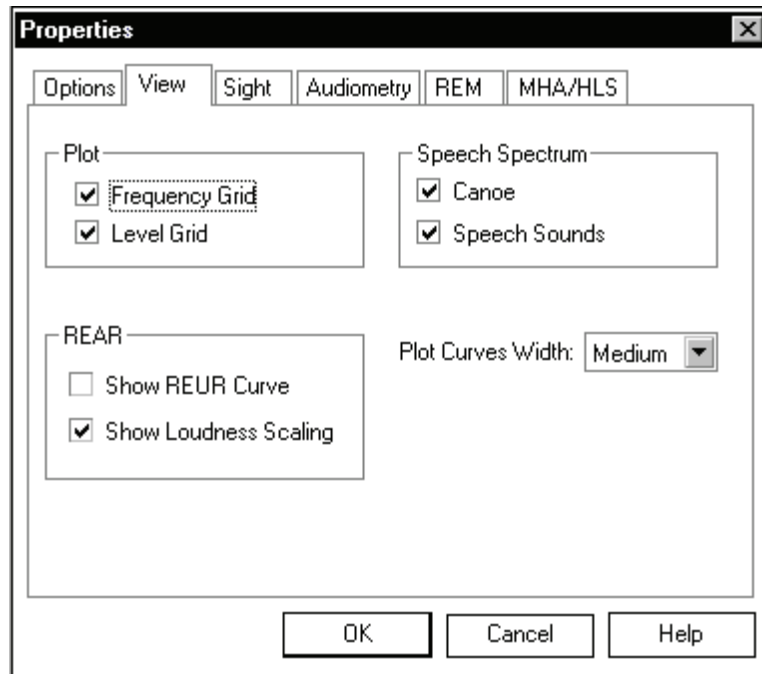 Properties
Options View Sight Audiometry REM MHA/HLS
Plot
Frequency Grid
Level Grid
Speech Spectrum
Canoe
Speech Sounds
REAR
Show REUR Curve
Show Loudness Scaling
Plot Curves Width: Medium
OK Cancel Help